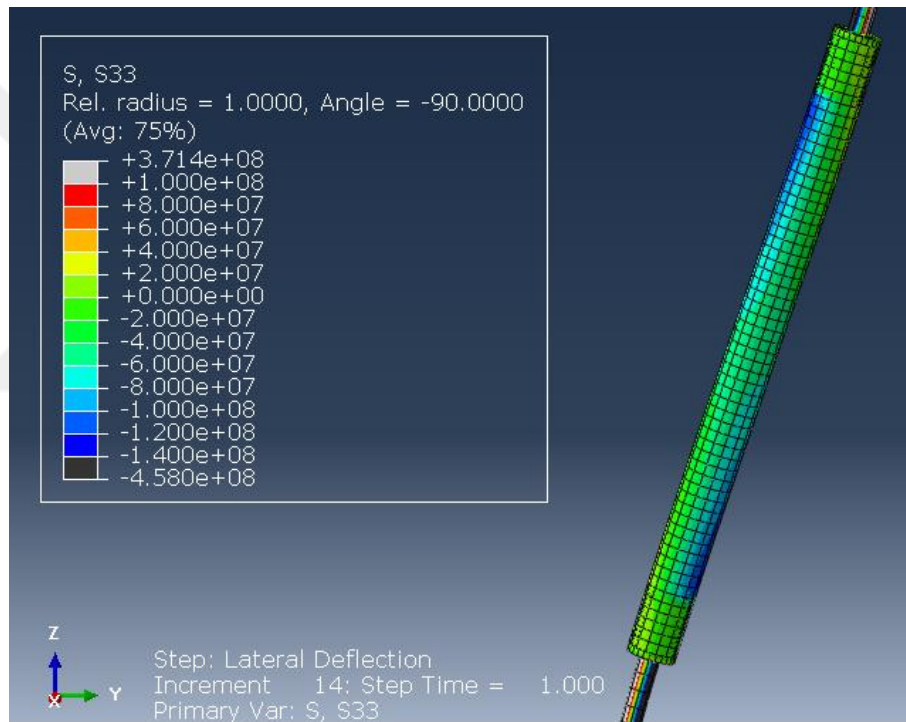 S, S33
Rel. radius = 1.0000, Angle = -90.0000
(Avg: 75%)
+3.714e+08
+1.000e+08
+8.000e+07
+6.000e+07
+4.000e+07
+2.000e+07
+0.000e+00
-2.000e+07
-4.000e+07
-6.000e+07
-8.000e+07
-1.000e+08
-1.200e+08
-1.400e+08
-4.580e+08
Z
Y
X
Step: Lateral Deflection
Increment 14: Step Time = 1.000
Primary Var: S, S33